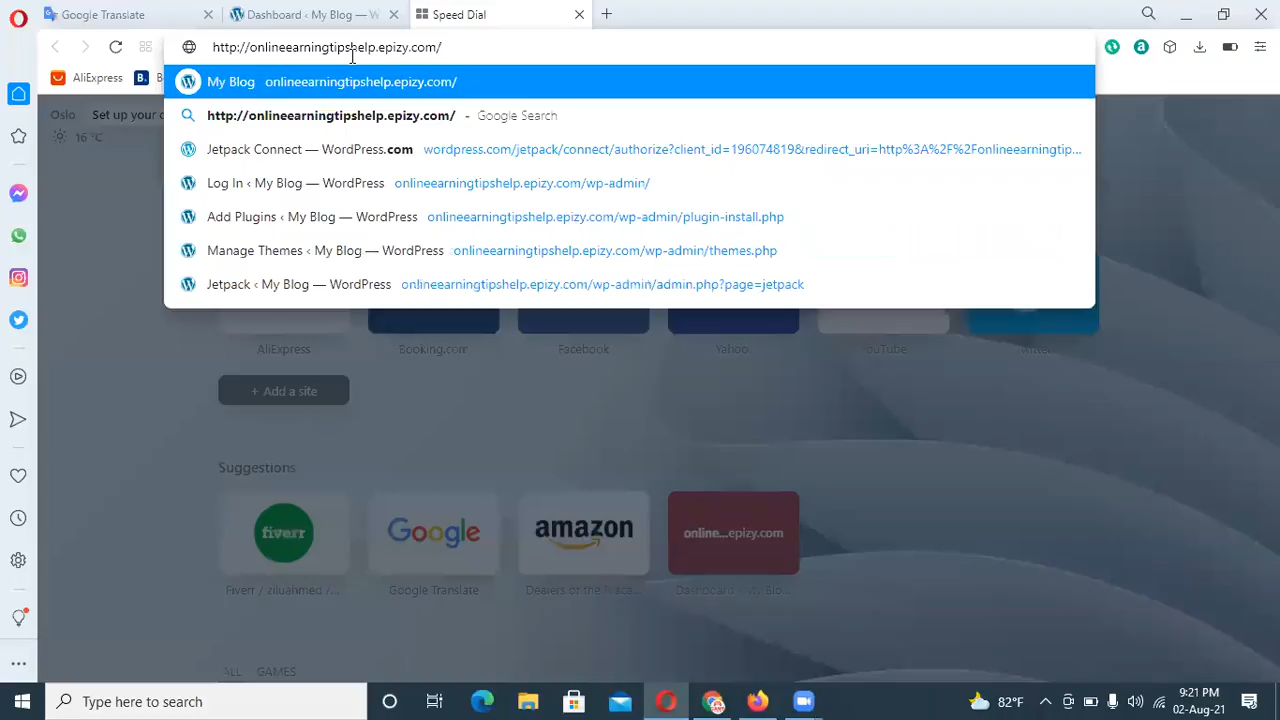 Google Translate
Dashboard ‹ My Blog — W
Speed Dial
http://onlineearningtipshelp.epizy.com/
AliExpress
B.
My Blog onlineearningtipshelp.epizy.com/
http://onlineearningtipshelp.epizy.com/ - Google Search
Jetpack Connect — WordPress.com wordpress.com/jetpack/connect/authorize?client_id=196074819&redirect_uri=http%3A%2F%2Fonlineearningtip...
Log In ‹ My Blog — WordPress onlineearningtipshelp.epizy.com/wp-admin/
Add Plugins ‹ My Blog — WordPress onlineearningtipshelp.epizy.com/wp-admin/plugin-install.php
Manage Themes ‹ My Blog — WordPress onlineearningtipshelp.epizy.com/wp-admin/themes.php
Jetpack ‹ My Blog — WordPress onlineearningtipshelp.epizy.com/wp-admin/admin.php?page=jetpack
Oslo Set up your
16 °C
AliExpress
Booking.com
Facebook
Yahoo
YouTube
Twitter
+ Add a site
Suggestions
fiverr
Google
amazon
online...epizy.com
Fiverr / ziluahmed /...
Google Translate
Dealers of the Maca...
Dashboard ‹ My Blo...
ALL GAMES
Type here to search
82°F
9:21 PM
02-Aug-21